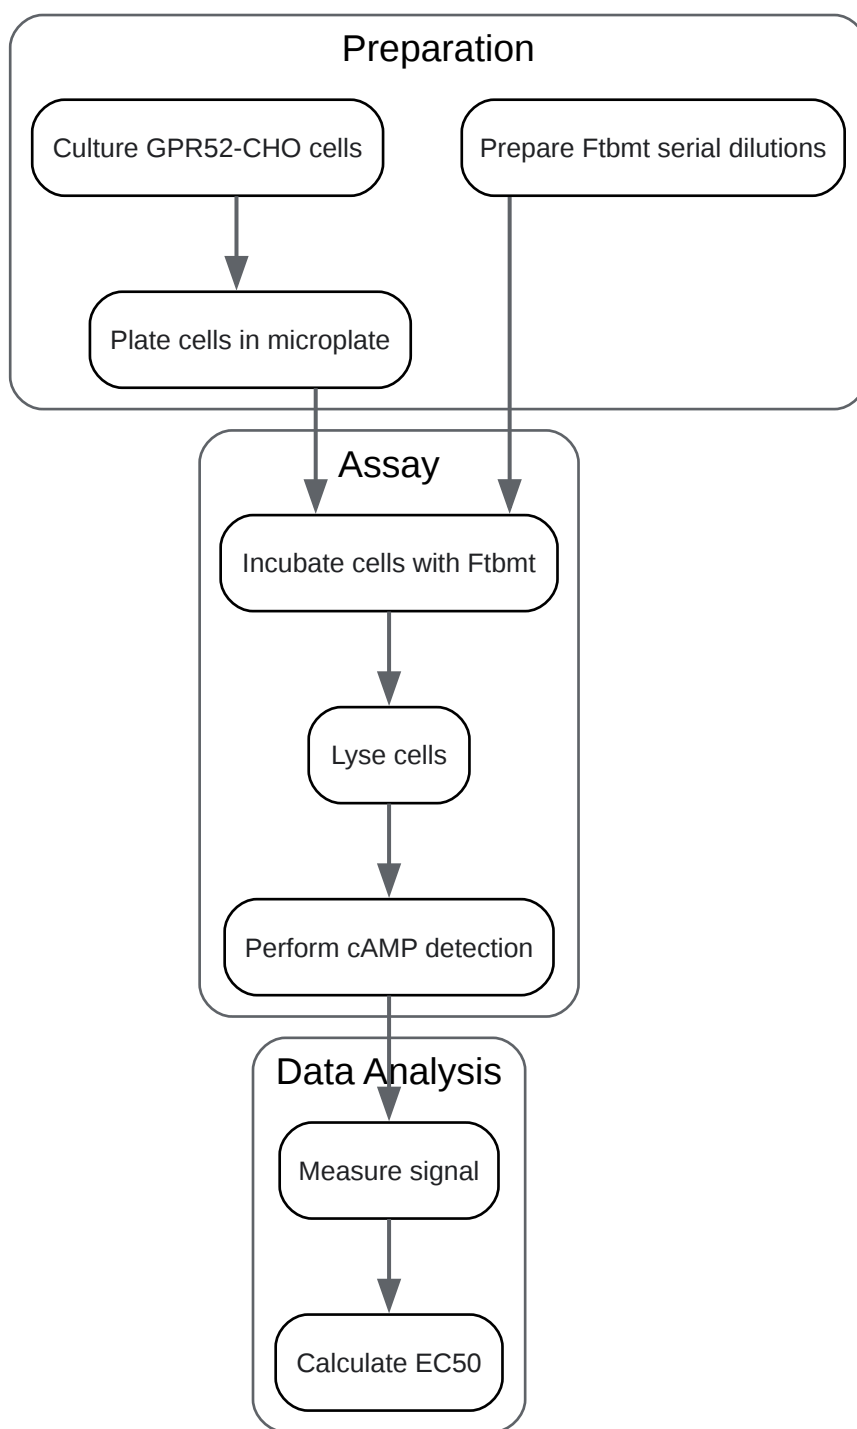 Preparation
Culture GPR52-CHO cells
Prepare Ftbmt serial dilutions
Plate cells in microplate
Assay
Incubate cells with Ftbmt
Lyse cells
Perform cAMP detection
Data Analysis
Measure signal
Calculate EC50